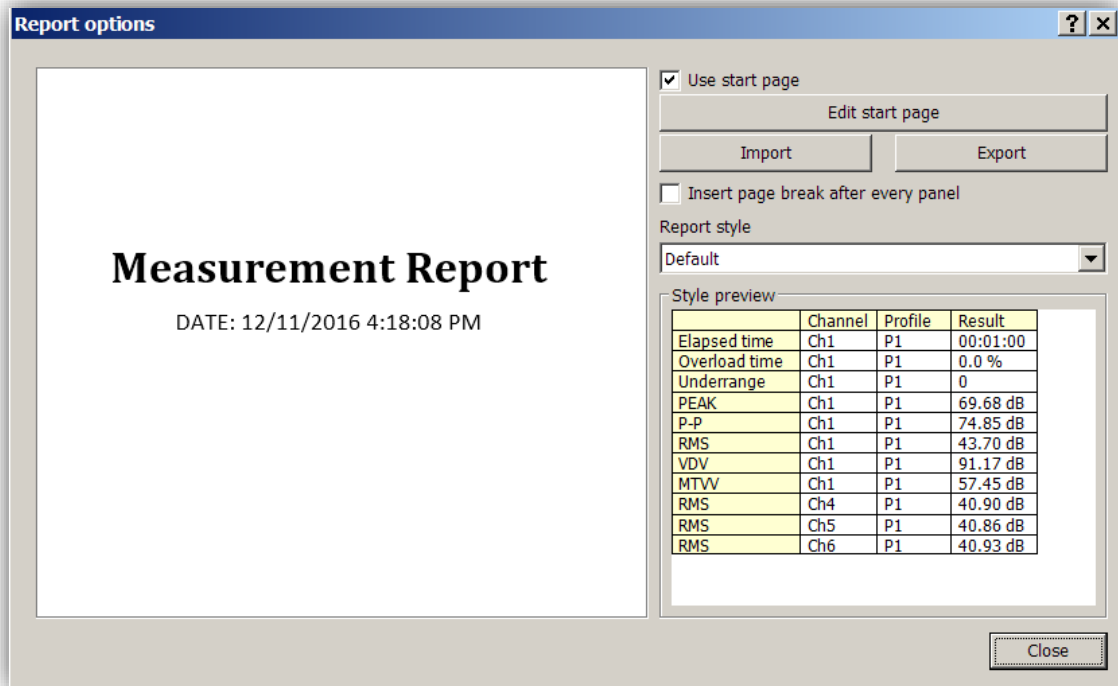 Report options
Measurement Report
DATE: 12/11/2016 4:18:08 PM
Use start page
Edit start page
Import Export
Insert page break after every panel
Report style
Default
Style preview
Channel Profile Result
Elapsed time Ch1 P1 00:01:00
Overload time Ch1 P1 0.0 %
Underrange Ch1 P1 0
PEAK Ch1 P1 69.68 dB
P-P Ch1 P1 74.85 dB
RMS Ch1 P1 43.70 dB
VDV Ch1 P1 91.17 dB
MTVV Ch1 P1 57.45 dB
RMS Ch4 P1 40.90 dB
RMS Ch5 P1 40.86 dB
RMS Ch6 P1 40.93 dB
Close